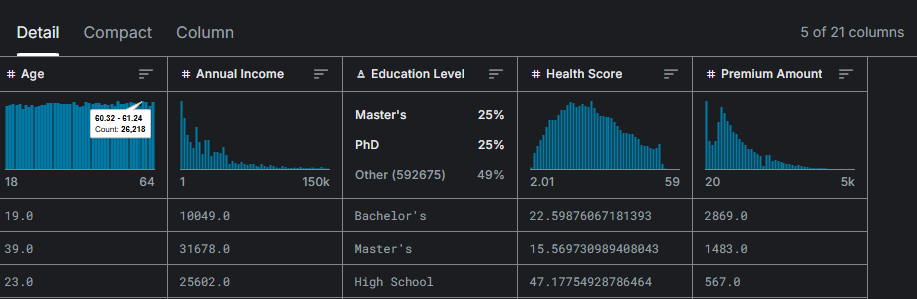 Detail Compact Column 5 of 21 columns
# Age # Annual Income Education Level # Health Score # Premium Amount
60.32 - 61.24
Count: 26,218
Master's 25%
PhD 25%
Other (592675) 49%
18 64 1 150k 2.01 59 20 5k
19.0 10049.0 Bachelor's 22.59876067181393 2869.0
39.0 31678.0 Master's 15.569730989408043 1483.0
23.0 25602.0 High School 47.17754928786464 567.0